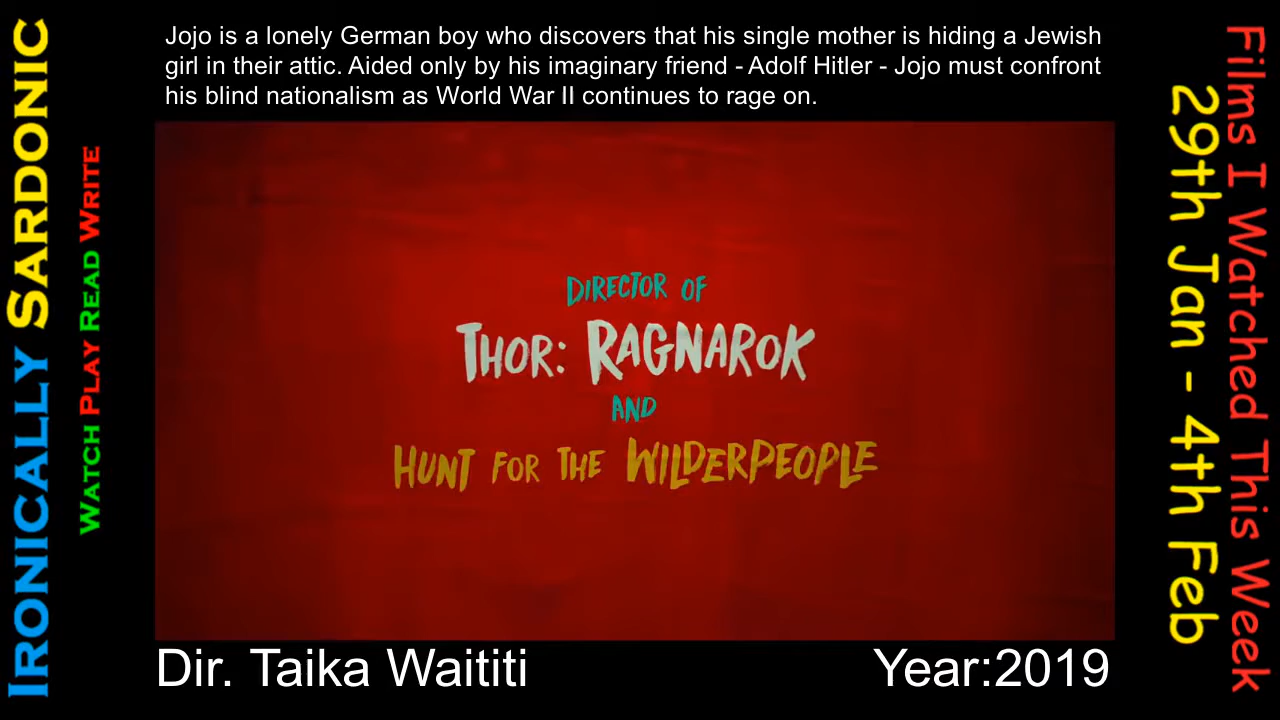 Jojo is a lonely German boy who discovers that his single mother is hiding a Jewish
girl in their attic. Aided only by his imaginary friend - Adolf Hitler - Jojo must confront
his blind nationalism as World War II continues to rage on.
IRONICALLY SARDONIC
WATCH PLAY READ WRITE
DIRECTOR OF
THOR: RAGNAROK
AND
HUNT FOR THE WILDERPEOPLE
Films I Watched This Week
29th Jan - 4th Feb
Dir. Taika Waititi
Year:2019